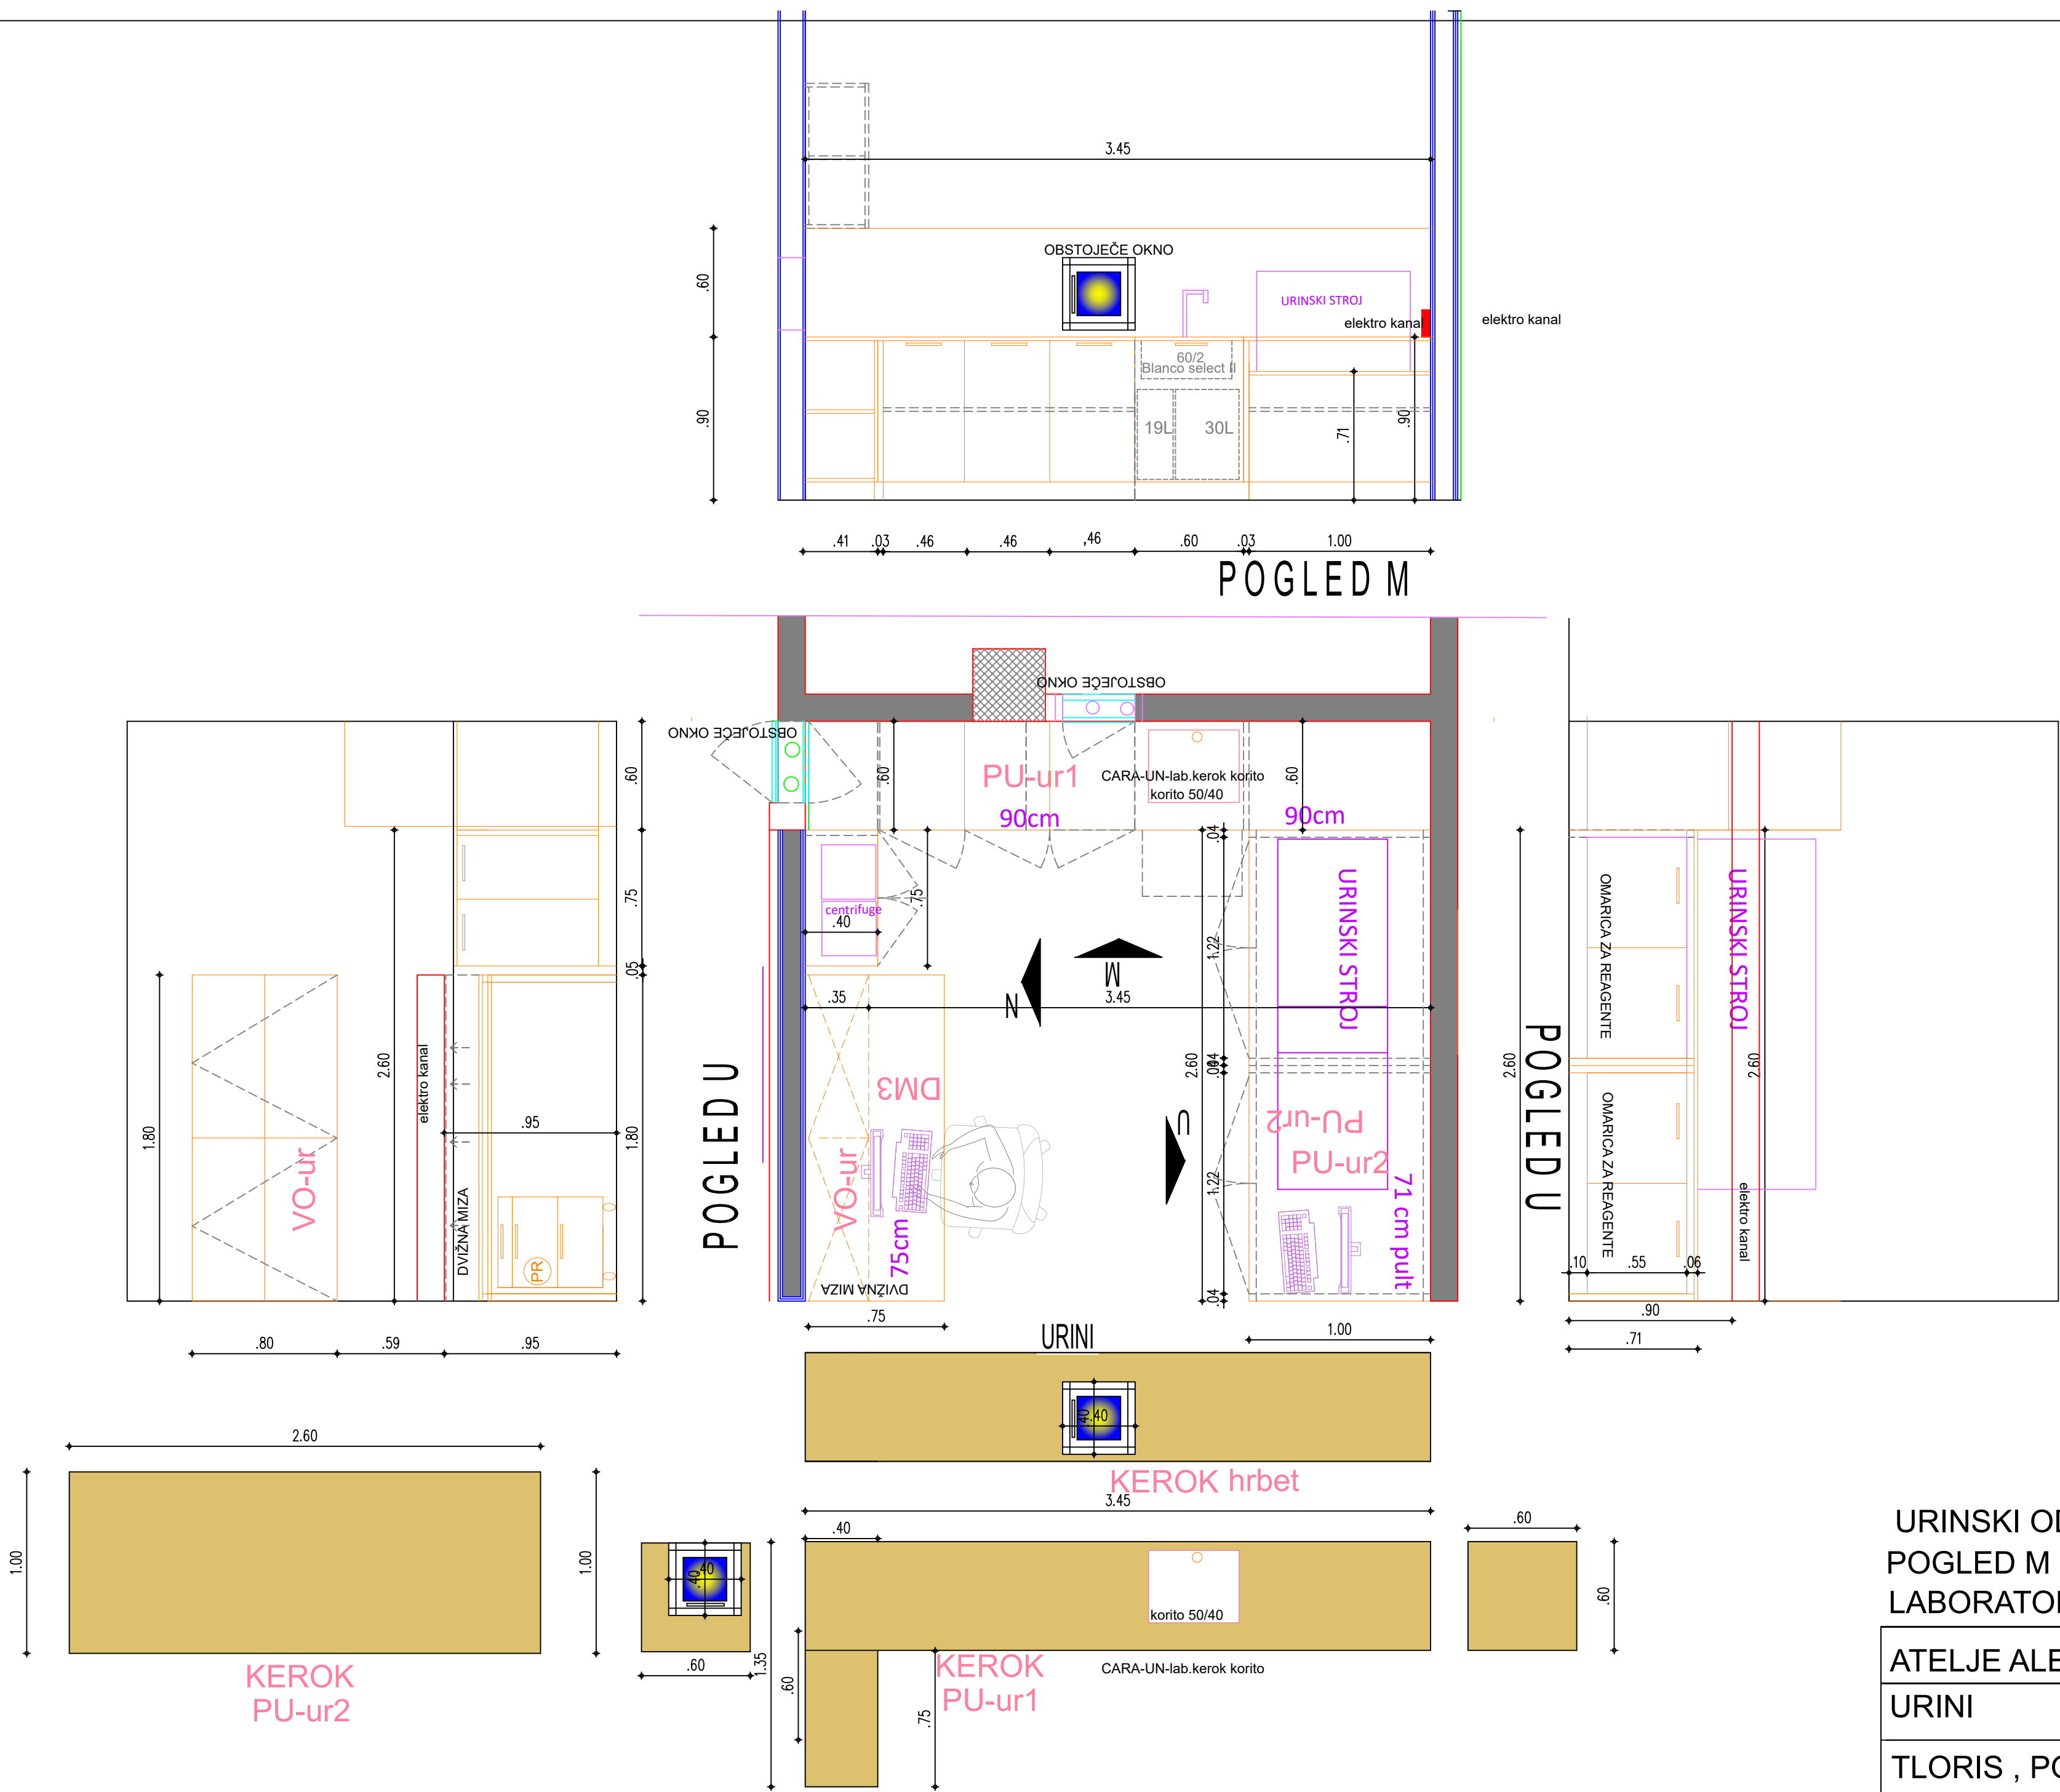 3.45
OBSTOJEČE OKNO
.60
URINSKI STROJ
elektro kanal
elektro kanal
60/2
Blanco select II
.90
19L
30L
.71
.90
.41
.03
.46
.46
,46
.60
.03
1.00
POGLED M
OBSTOJEČE OKNO
OBSTOJEČE OKNO
.60
.60
PU-ur1
90cm
CARA-UN-lab.kerok korito
korito 50/40
.60
90cm
.04
.75
centrifuge
.40
.75
1.22
URINSKI STROJ
OMARICA ZA REAGENTE
URINSKI STROJ
.05
M
N
.35
3.45
2.60
elektro kanal
1.80
VO-ur
.95
DVIŽNA MIZA
PR
1.80
POGLED U
DM3
VO-ur
75cm
DVIŽNA MIZA
2.60
.04
U
1.22
.04
PU-ur2
PU-ur2
71 cm pult
2.60
POGLED U
2.60
OMARICA ZA REAGENTE
elektro kanal
.10
.55
.06
.90
.71
.80
.59
.95
.75
URINI
1.00
.40
.40
KEROK hrbet
2.60
1.00
1.00
KEROK
PU-ur2
.40
.40
.60
3.45
.40
1.35
.60
.75
korito 50/40
KEROK
PU-ur1
CARA-UN-lab.kerok korito
.60
.60
URINSKI OD
POGLED M
LABORATOR
ATELJE ALE
URINI
TLORIS , PO